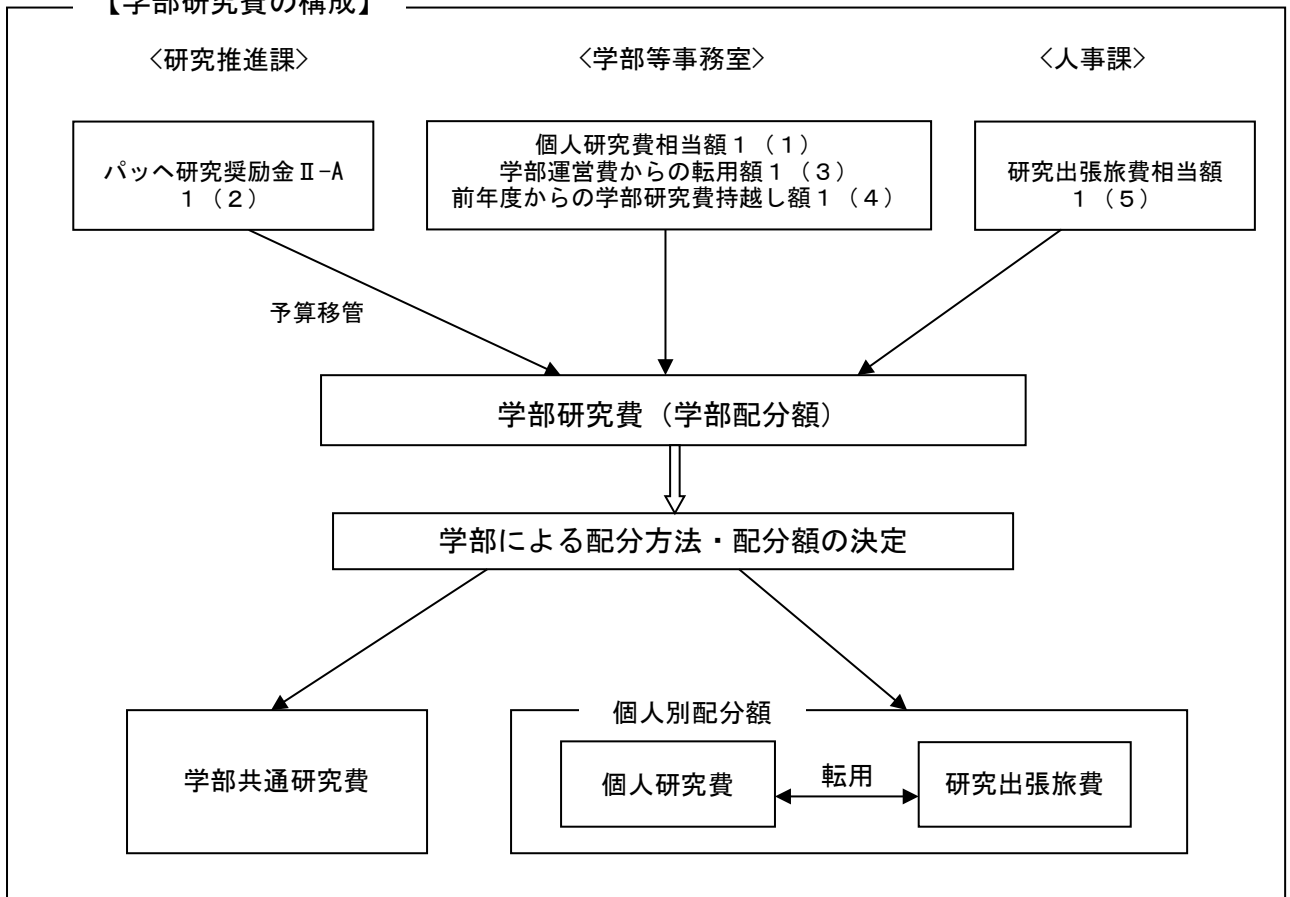 【学部研究費の構成】
〈研究推進課〉
〈学部等事務室〉
〈人事課〉
パッヘ研究奨励金Ⅱ-A
１（２）
個人研究費相当額１（１）
学部運営費からの転用額１（３）
前年度からの学部研究費持越し額１（４）
研究出張旅費相当額
１（５）
予算移管
学部研究費（学部配分額）
学部による配分方法・配分額の決定
学部共通研究費
個人別配分額
個人研究費
転用
研究出張旅費